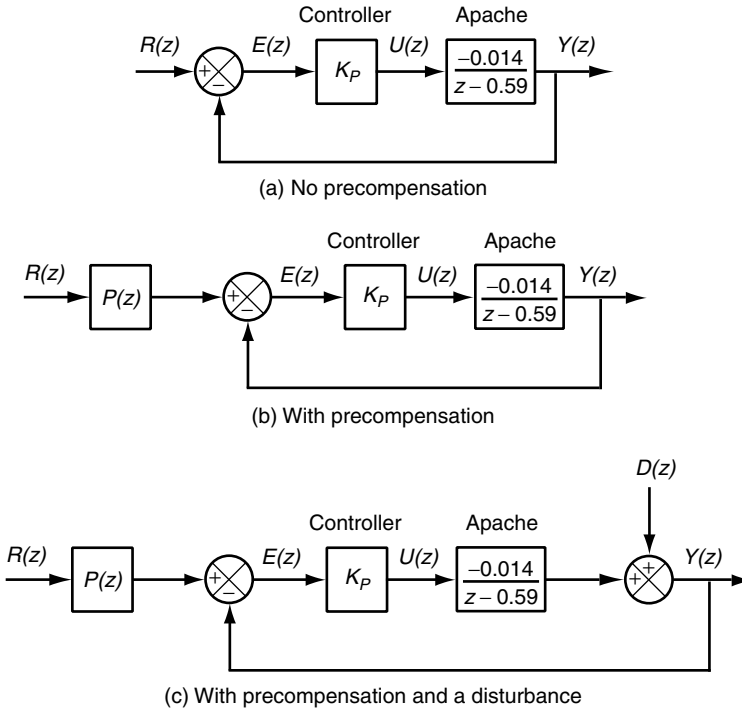 Controller Apache
R(z) + − E(z) K_P U(z) −0.014 / z − 0.59 Y(z)
(a) No precompensation
Controller Apache
R(z) P(z) + − E(z) K_P U(z) −0.014 / z − 0.59 Y(z)
(b) With precompensation
D(z)
Controller Apache
R(z) P(z) + − E(z) K_P U(z) −0.014 / z − 0.59 + + Y(z)
(c) With precompensation and a disturbance